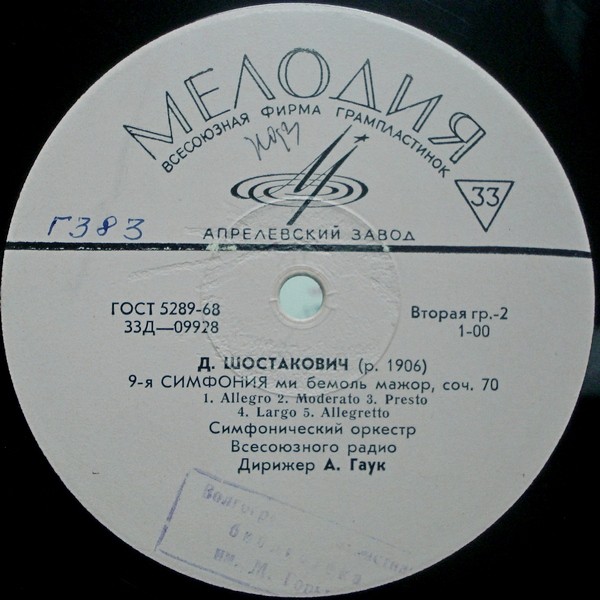 МЕЛОДИЯ
ВСЕСОЮЗНАЯ ФИРМА ГРАМПЛАСТИНОК
33
Г383
АПРЕЛЕВСКИЙ ЗАВОД
ГОСТ 5289-68
33Д—09928
Вторая гр.-2
1-00
Д. ШОСТАКОВИЧ (р. 1906)
9-я СИМФОНИЯ ми бемоль мажор, соч. 70
1. Allegro 2. Moderato 3. Presto
4. Largo 5. Allegretto
Симфонический оркестр
Всесоюзного радио
Дирижер А. Гаук
им. М.